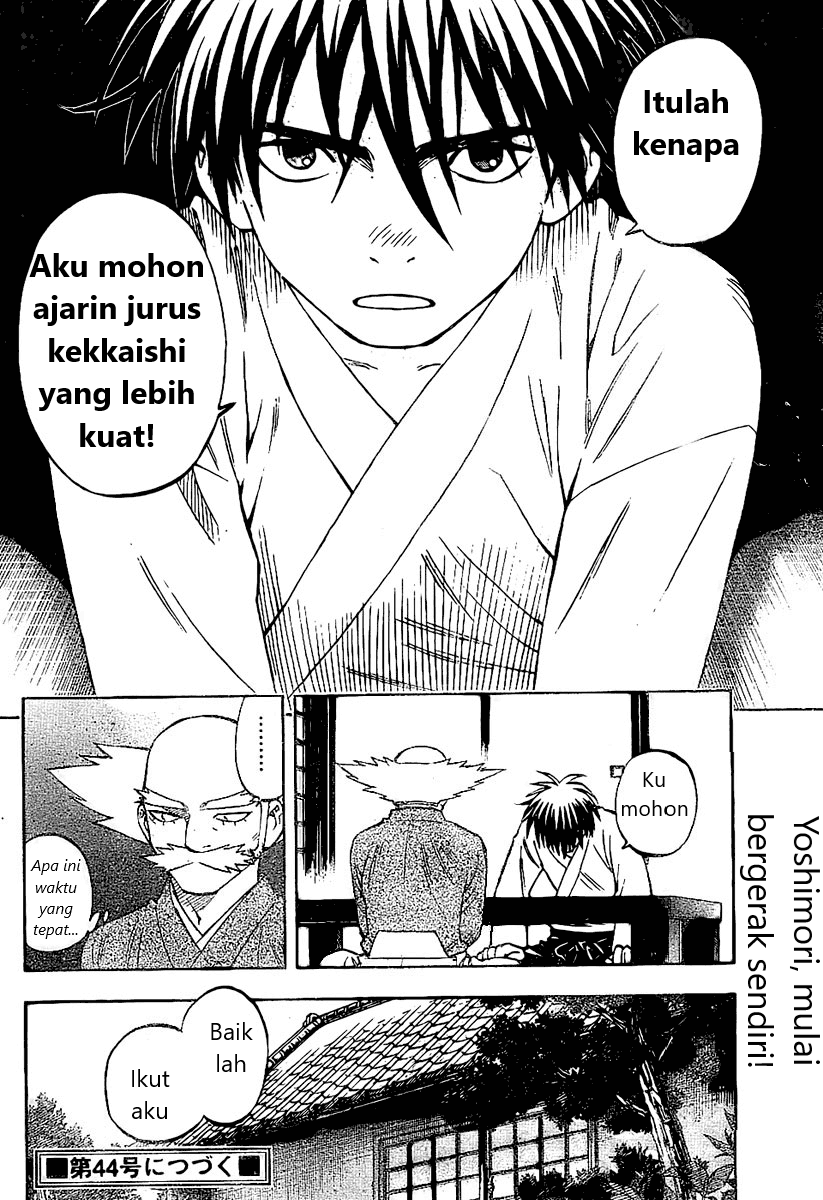 Itulah
kenapa
Aku mohon
ajarin jurus
kekkaishi
yang lebih
kuat!
Ku
mohon
………
Apa ini
waktu
yang
tepat...
Yoshimori, mulai
bergerak sendiri!
Baik
lah
Ikut
aku
■第44号につづく■